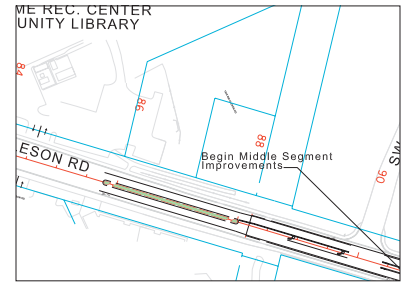 ME REC. CENTER
UNITY LIBRARY
84
86
88
90
ESON RD
Begin Middle Segment
Improvements
SW